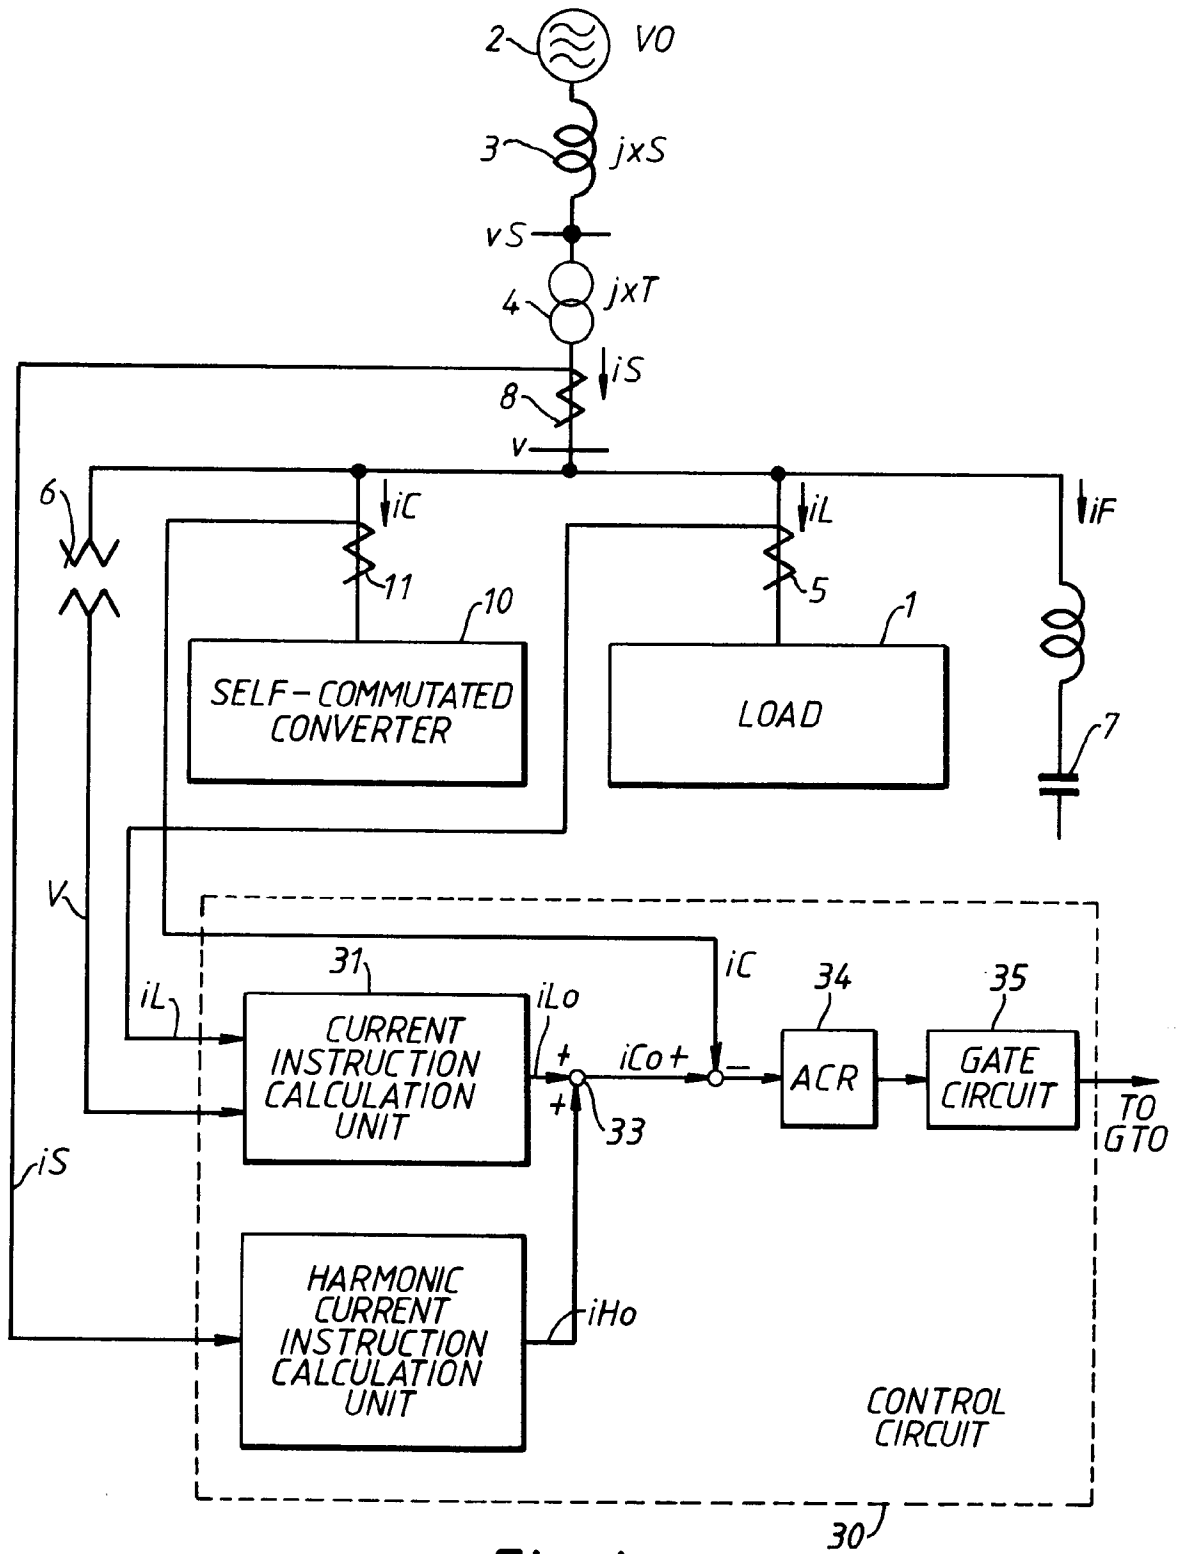 2
VO
3
jxS
vS
4
jxT
iS
8
v
6
iC
iL
iF
11
5
10
1
SELF-COMMUTATED
CONVERTER
LOAD
7
V
iC
31
34
35
iL
iLo
CURRENT
INSTRUCTION
CALCULATION
UNIT
+
iCo +
−
ACR
GATE
CIRCUIT
+
33
TO
GTO
iS
HARMONIC
CURRENT
INSTRUCTION
CALCULATION
UNIT
iHo
CONTROL
CIRCUIT
30